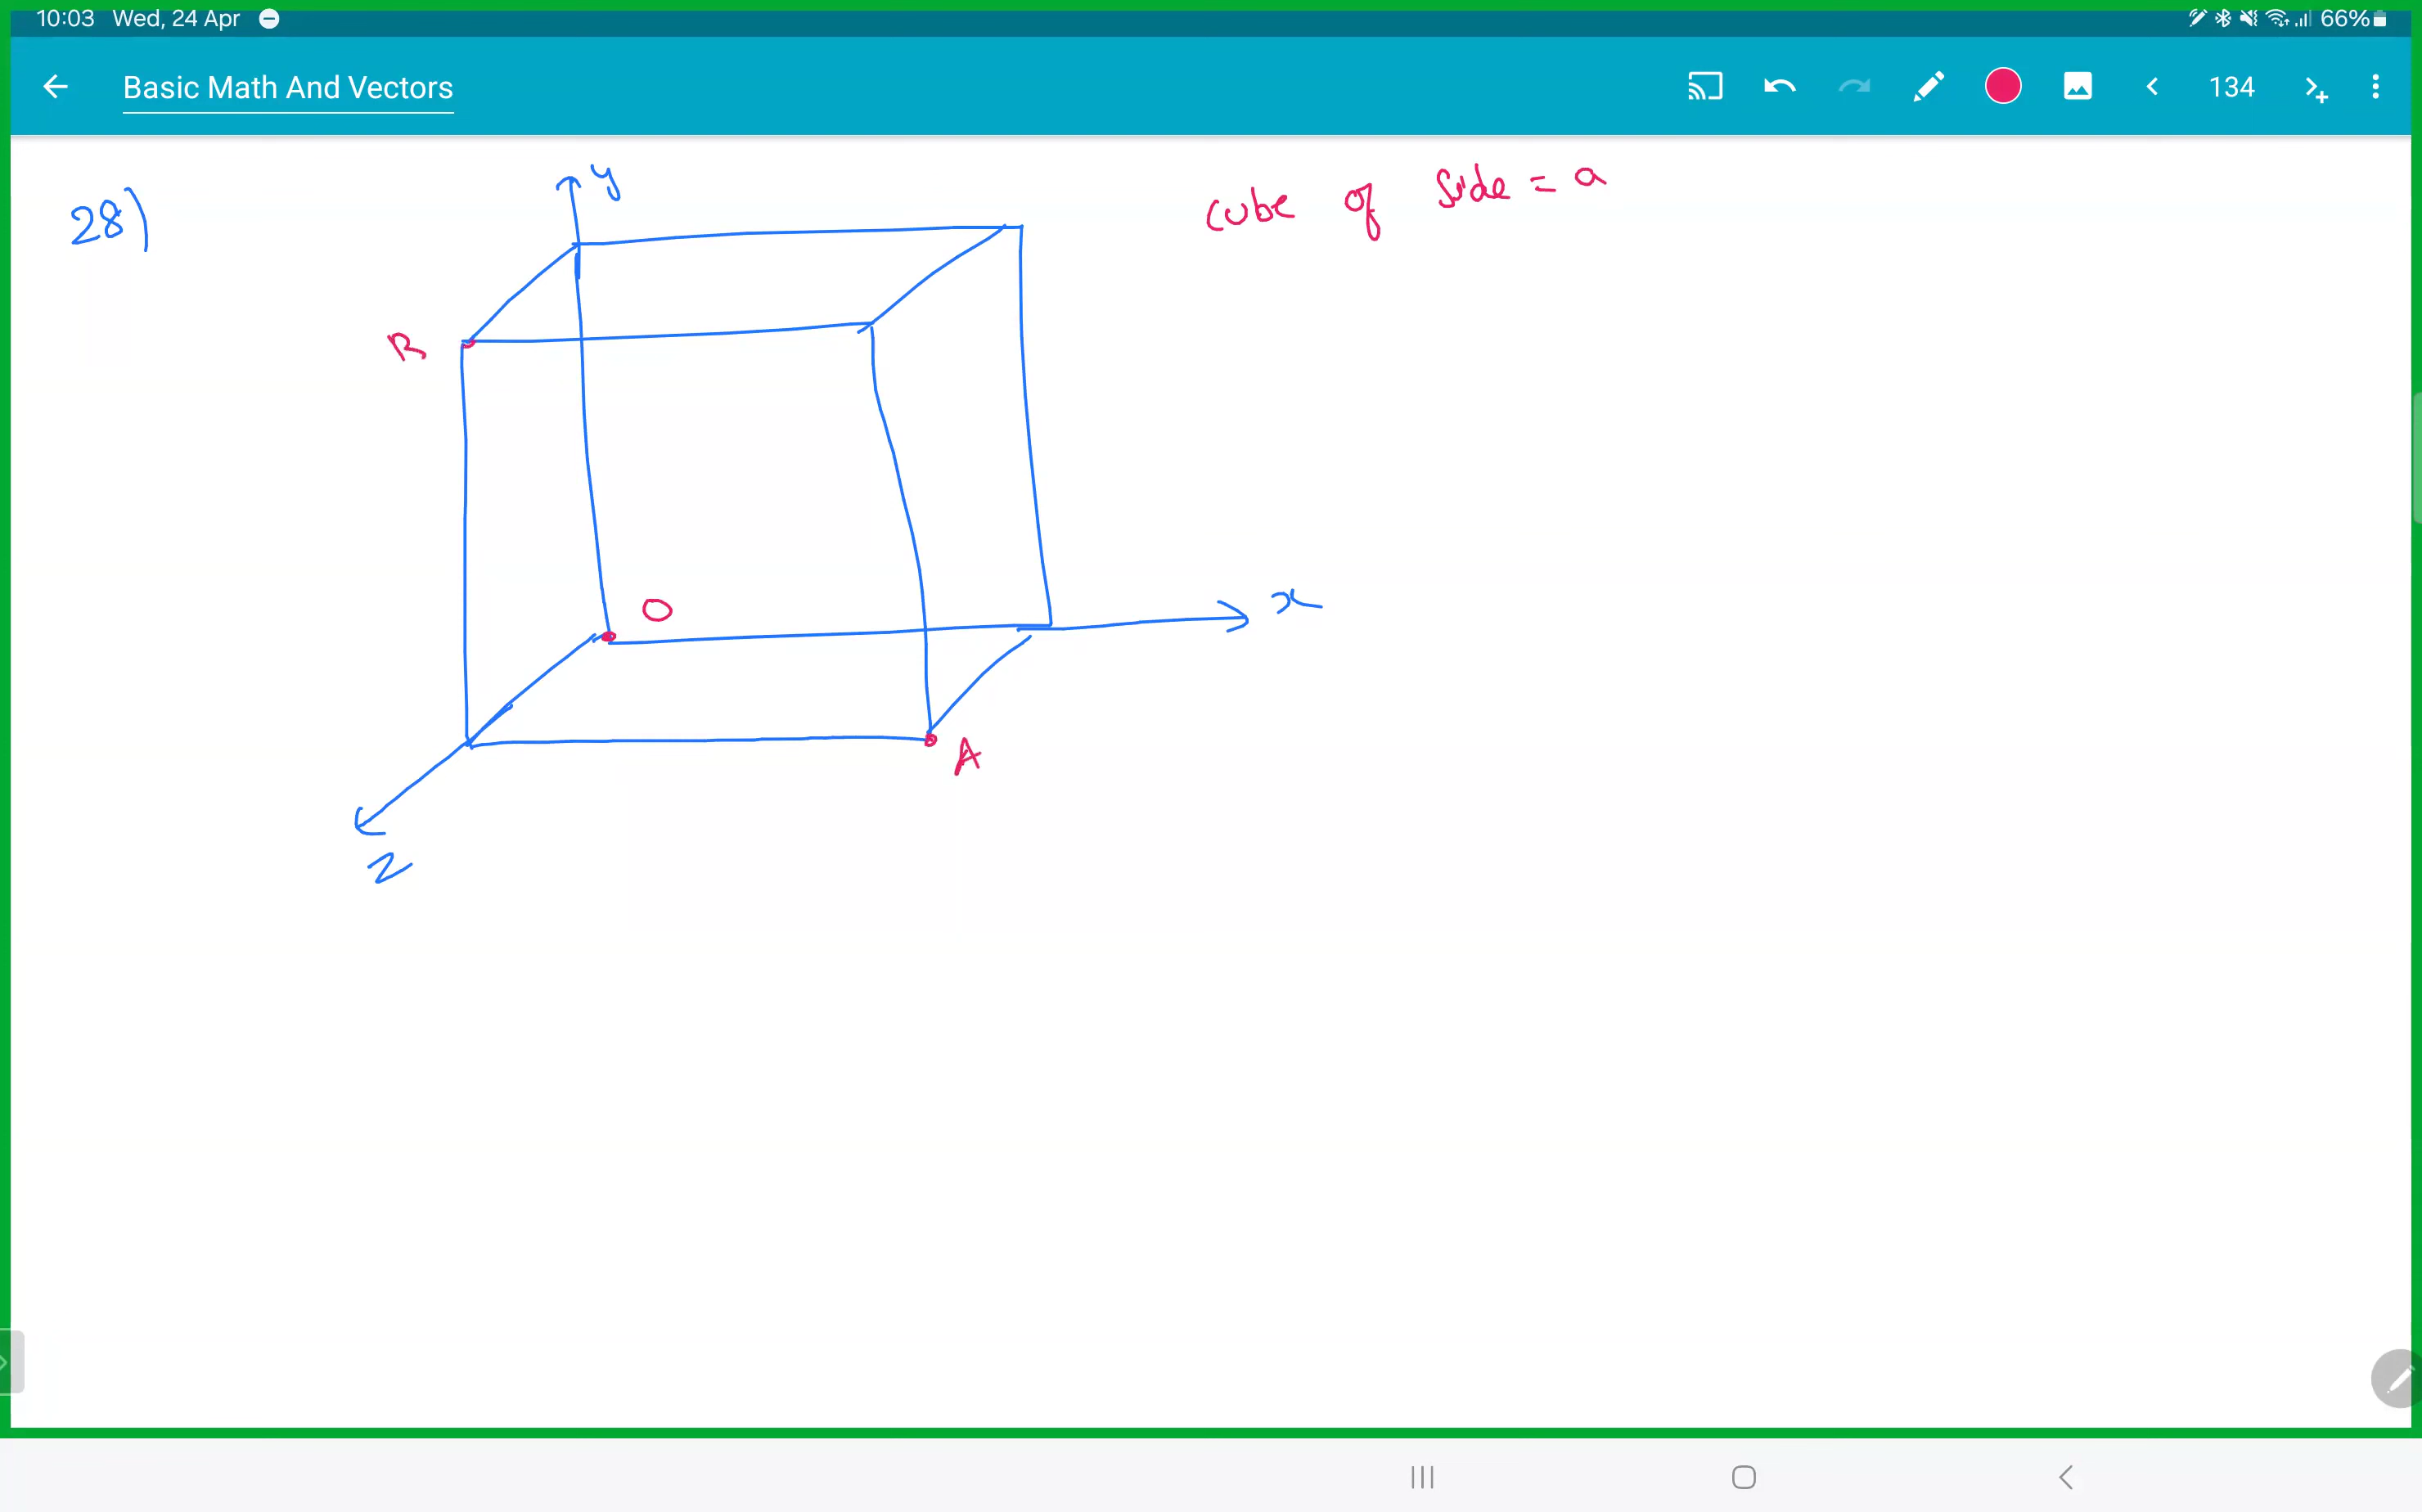 10:03 Wed, 24 Apr 66%
Basic Math And Vectors 134
28)
y
Cube of Side = a
R
O
x
A
Z